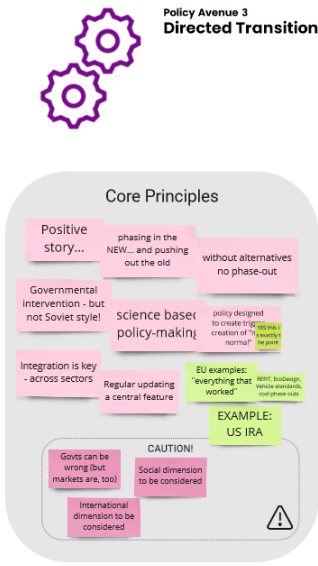 Policy Avenue 3
Directed Transition
Core Principles
Positive
story...
phasing in the
NEW... and pushing
out the old
without alternatives
no phase-out
Governmental
intervention - but
not Soviet style!
science based
policy-making
policy designed
to create trigger
creation of "n
normal"
YES this i
exactly t
he point
Integration is key
- across sectors
Regular updating
a central feature
EU examples:
"everything that
worked"
REFIT, EcoDesign,
Vehicle standards,
coal phase-outs
EXAMPLE:
US IRA
CAUTION!
Govts can be
wrong (but
markets are, too)
Social dimension
to be considered
International
dimension to be
considered